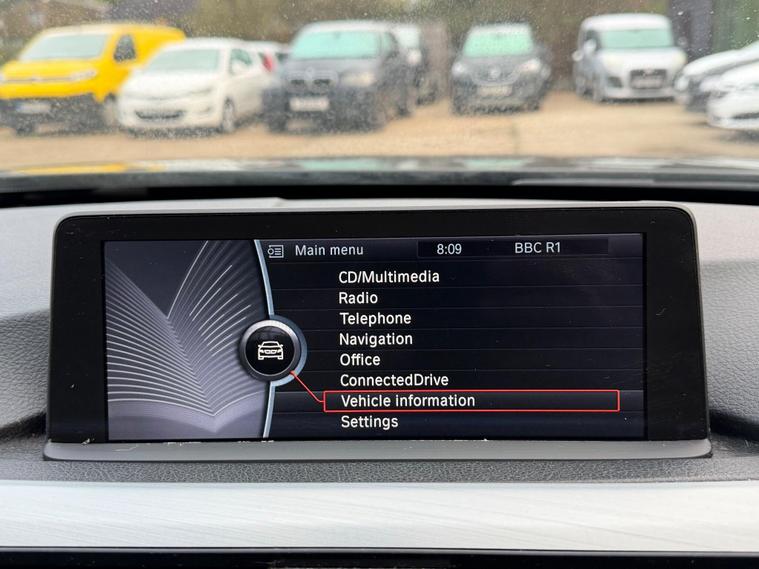 Main menu 8:09 BBC R1
CD/Multimedia
Radio
Telephone
Navigation
Office
ConnectedDrive
Vehicle information
Settings